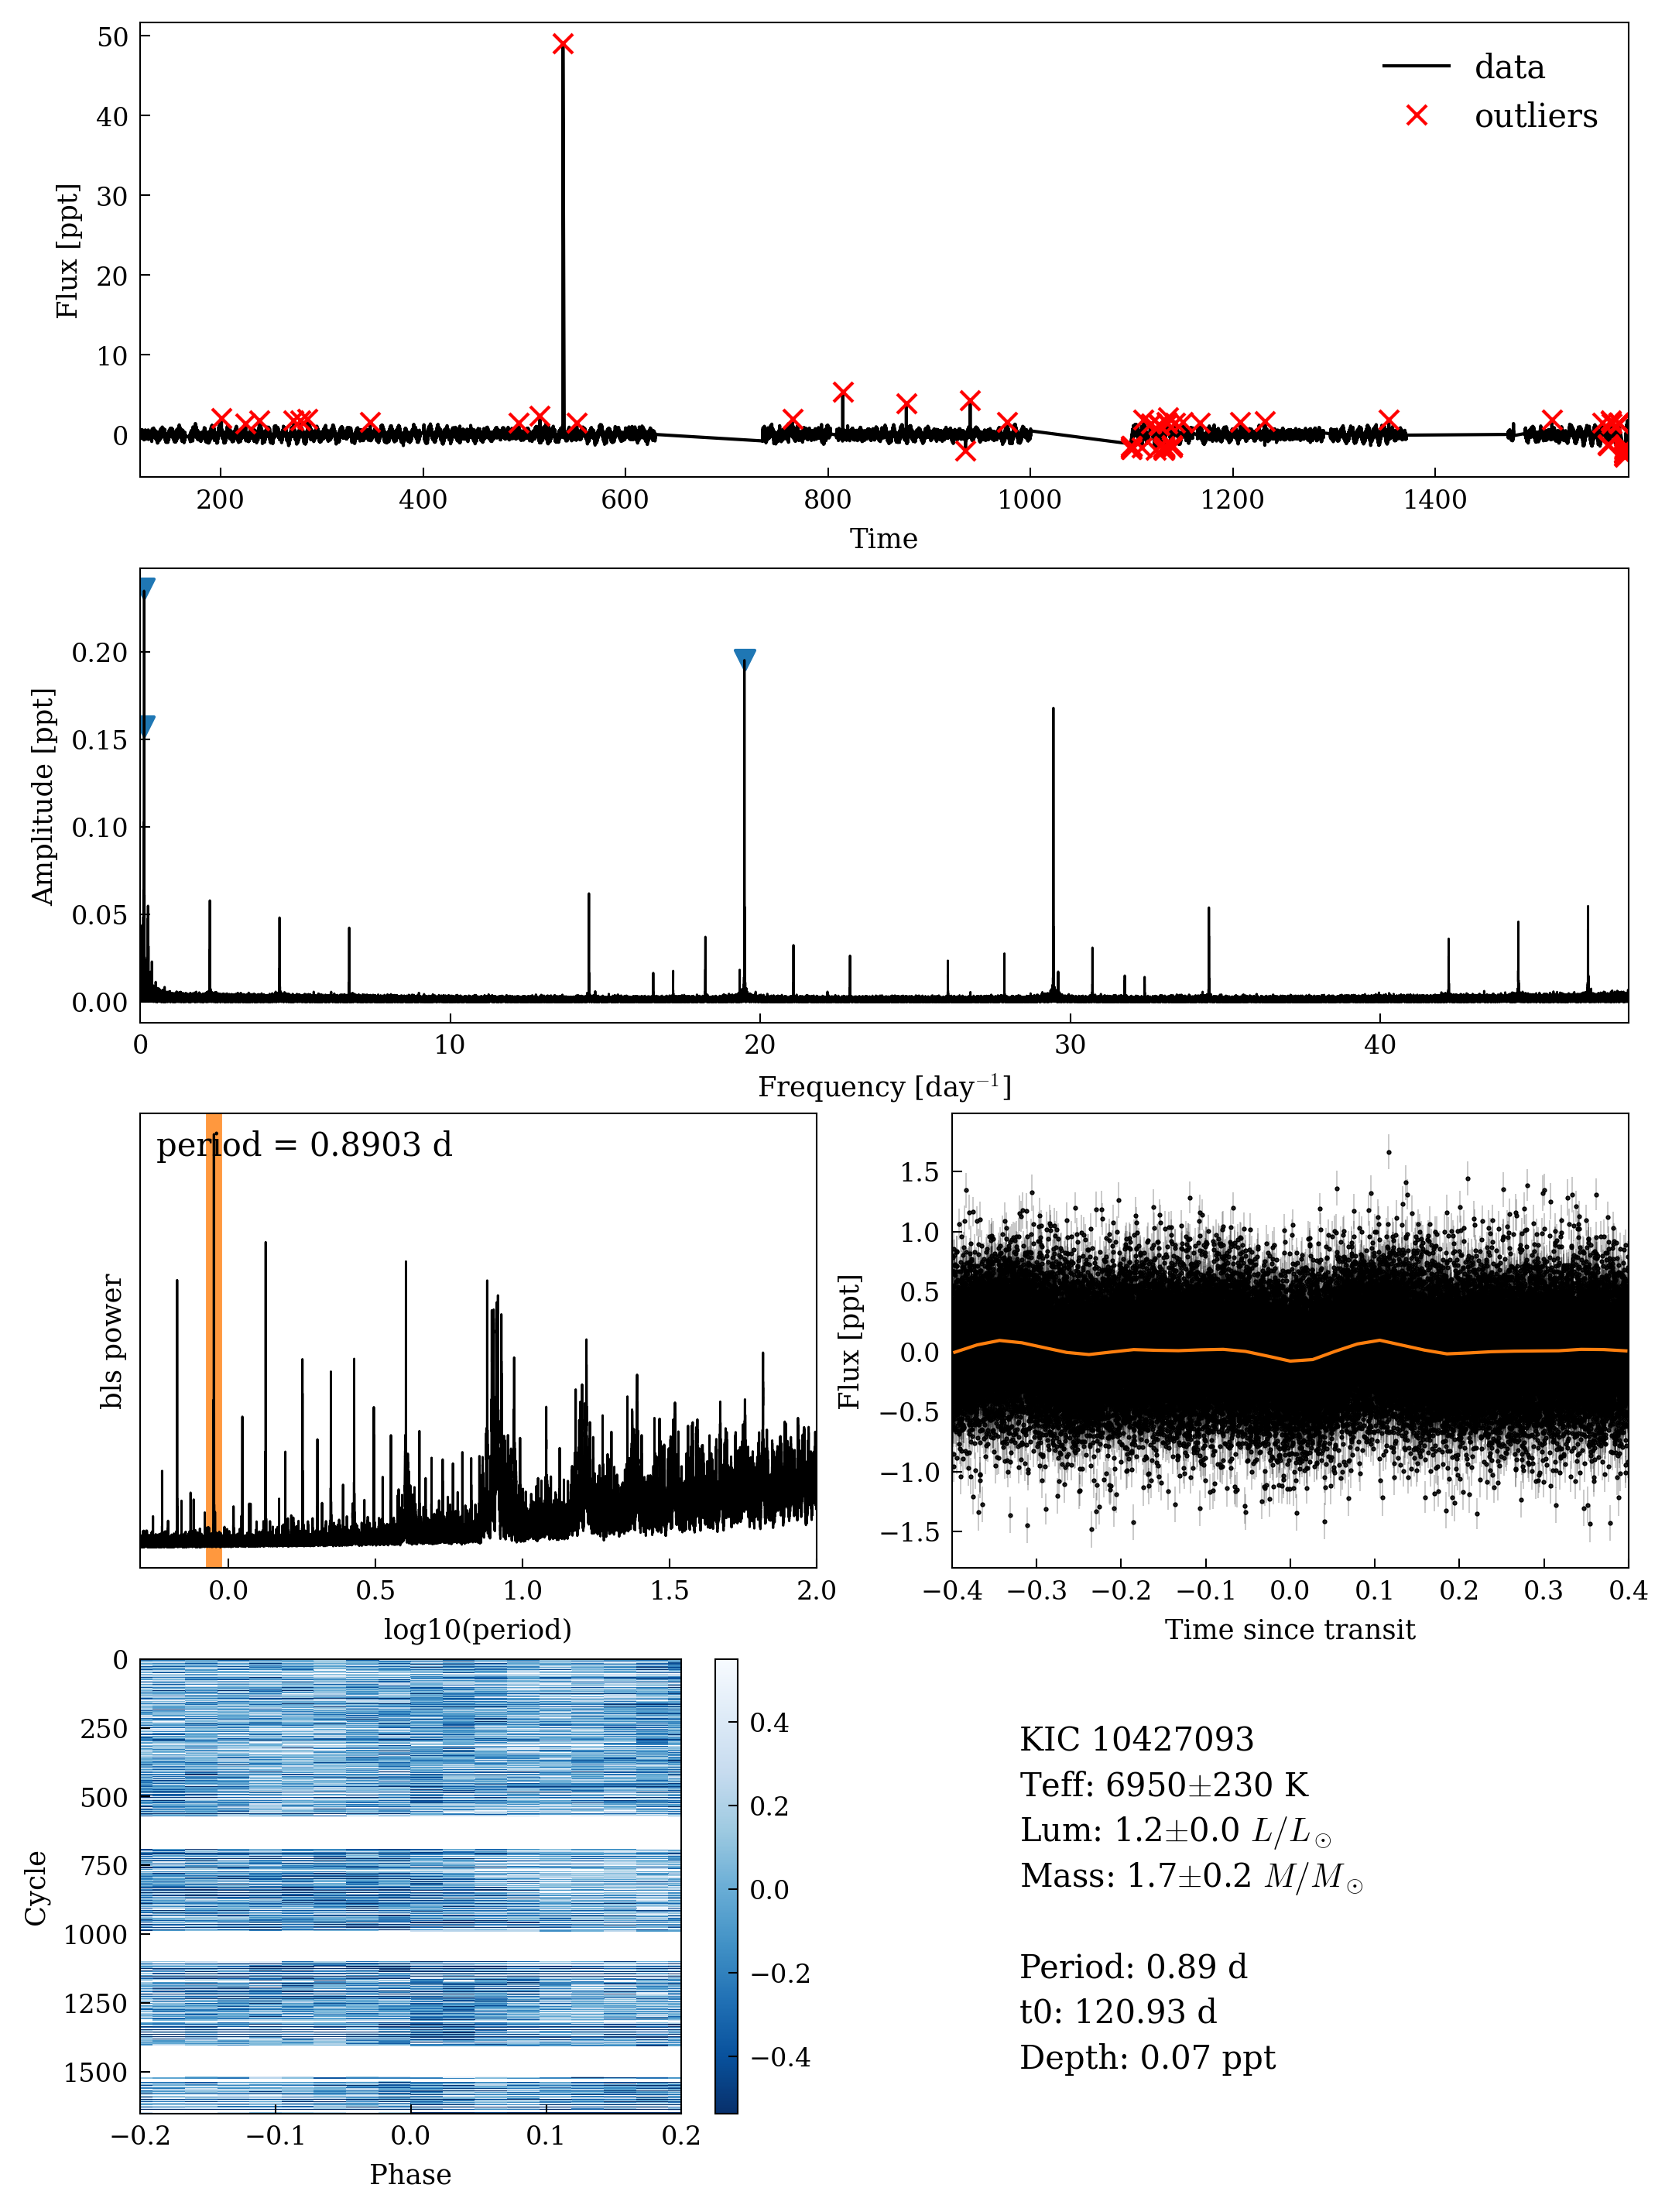 50
40
30
20
10
0
Flux [ppt]
data
outliers
200 400 600 800 1000 1200 1400
Time
0.20
0.15
0.10
0.05
0.00
Amplitude [ppt]
0 10 20 30 40
Frequency [day⁻¹]
period = 0.8903 d
bls power
0.0 0.5 1.0 1.5 2.0
log10(period)
1.5
1.0
0.5
0.0
−0.5
−1.0
−1.5
Flux [ppt]
−0.4 −0.3 −0.2 −0.1 0.0 0.1 0.2 0.3 0.4
Time since transit
0
250
500
750
1000
1250
1500
Cycle
−0.2 −0.1 0.0 0.1 0.2
Phase
0.4
0.2
0.0
−0.2
−0.4
KIC 10427093
Teff: 6950±230 K
Lum: 1.2±0.0 L/L⊙
Mass: 1.7±0.2 M/M⊙
Period: 0.89 d
t0: 120.93 d
Depth: 0.07 ppt